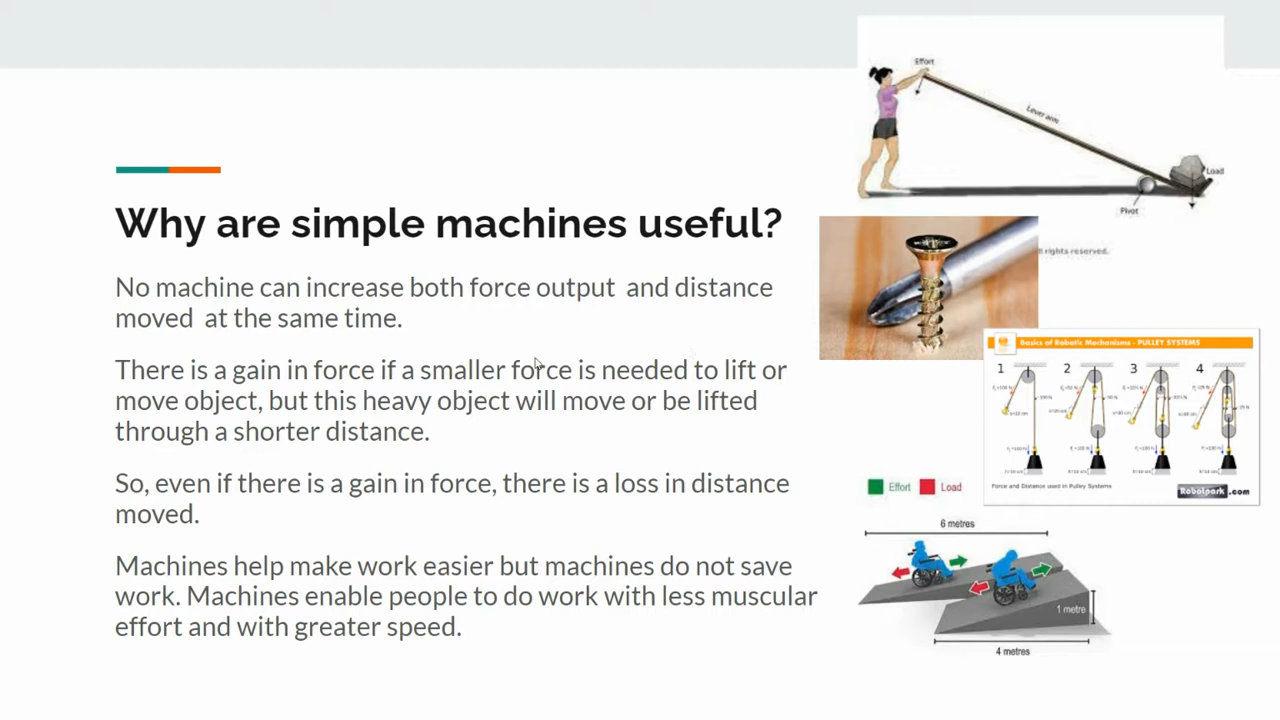 Why are simple machines useful?
No machine can increase both force output and distance
moved at the same time.
There is a gain in force if a smaller force is needed to lift or
move object, but this heavy object will move or be lifted
through a shorter distance.
So, even if there is a gain in force, there is a loss in distance
moved.
Machines help make work easier but machines do not save
work. Machines enable people to do work with less muscular
effort and with greater speed.
Effort
Lever arm
Load
Pivot
ll rights reserved.
Basics of Robotic Mechanisms - PULLEY SYSTEMS
1 2 3 4
Force and Distance used in Pulley Systems
Robotpark.com
Effort Load
6 metres
1 metre
4 metres